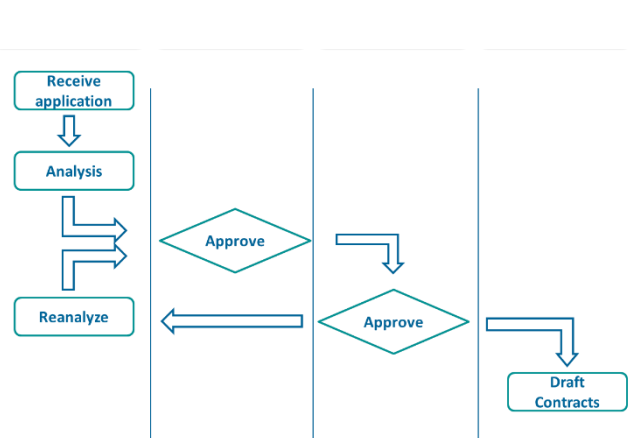 Receive
application
Analysis
Approve
Reanalyze
Approve
Draft
Contracts